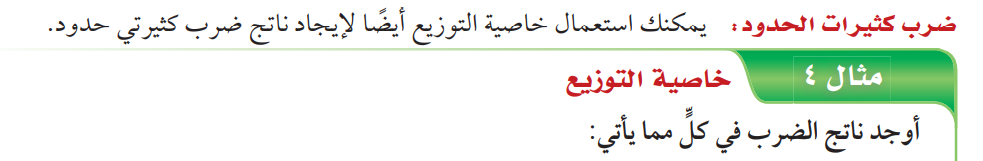 ضرب كثيرات الحدود: يمكنك استعمال خاصية التوزيع أيضًا لإيجاد ناتج ضرب كثيرتي حدود.
مثال ٤ خاصية التوزيع
أوجد ناتج الضرب في كلٍّ مما يأتي: